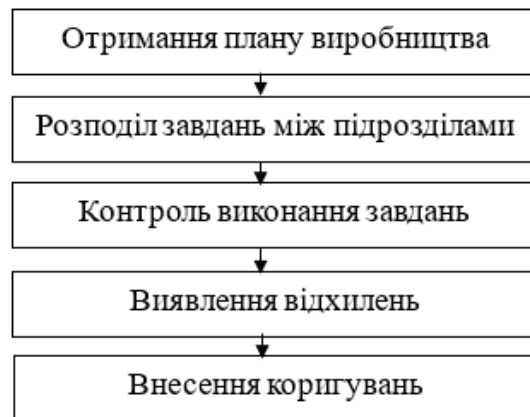 Отримання плану виробництва
Розподіл завдань між підрозділами
Контроль виконання завдань
Виявлення відхилень
Внесення коригувань